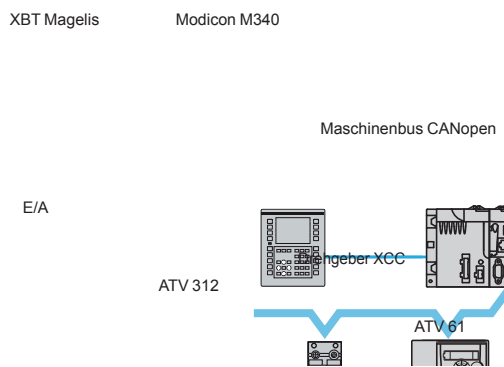 XBT Magelis
Modicon M340
Maschinenbus CANopen
E/A
Drehgeber XCC
ATV 312
ATV 61